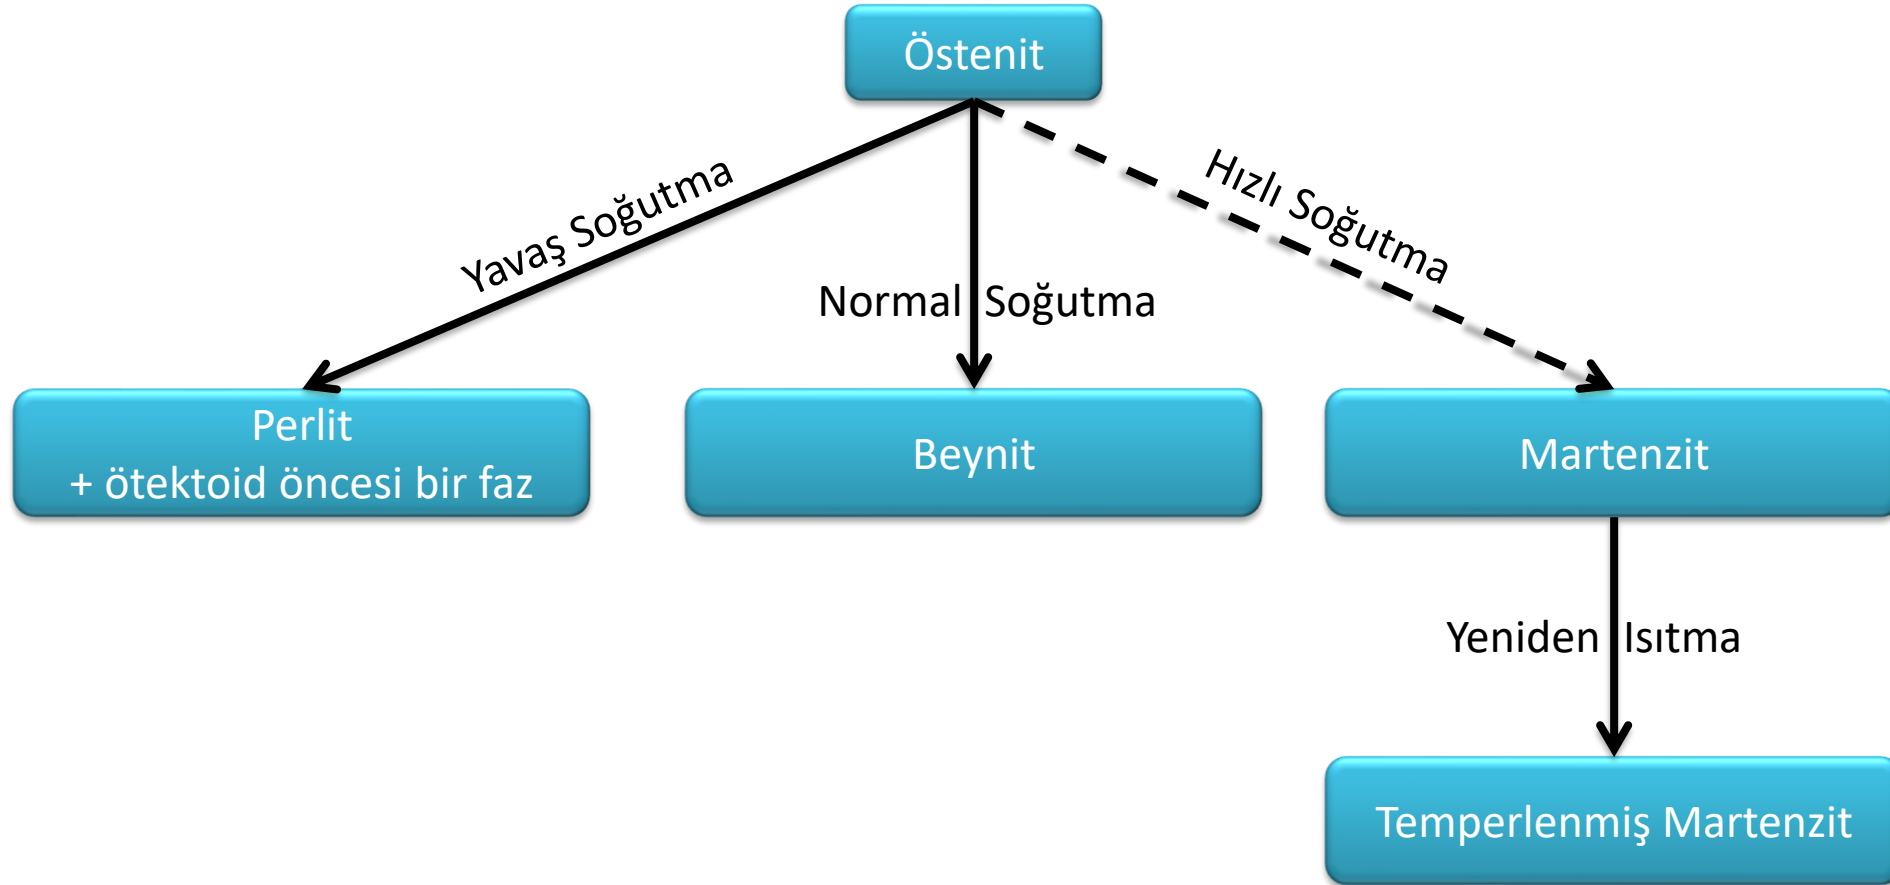 Östenit
Yavaş Soğutma
Normal Soğutma
Hızlı Soğutma
Perlit
+ ötektoid öncesi bir faz
Beynit
Martenzit
Yeniden Isıtma
Temperlenmiş Martenzit